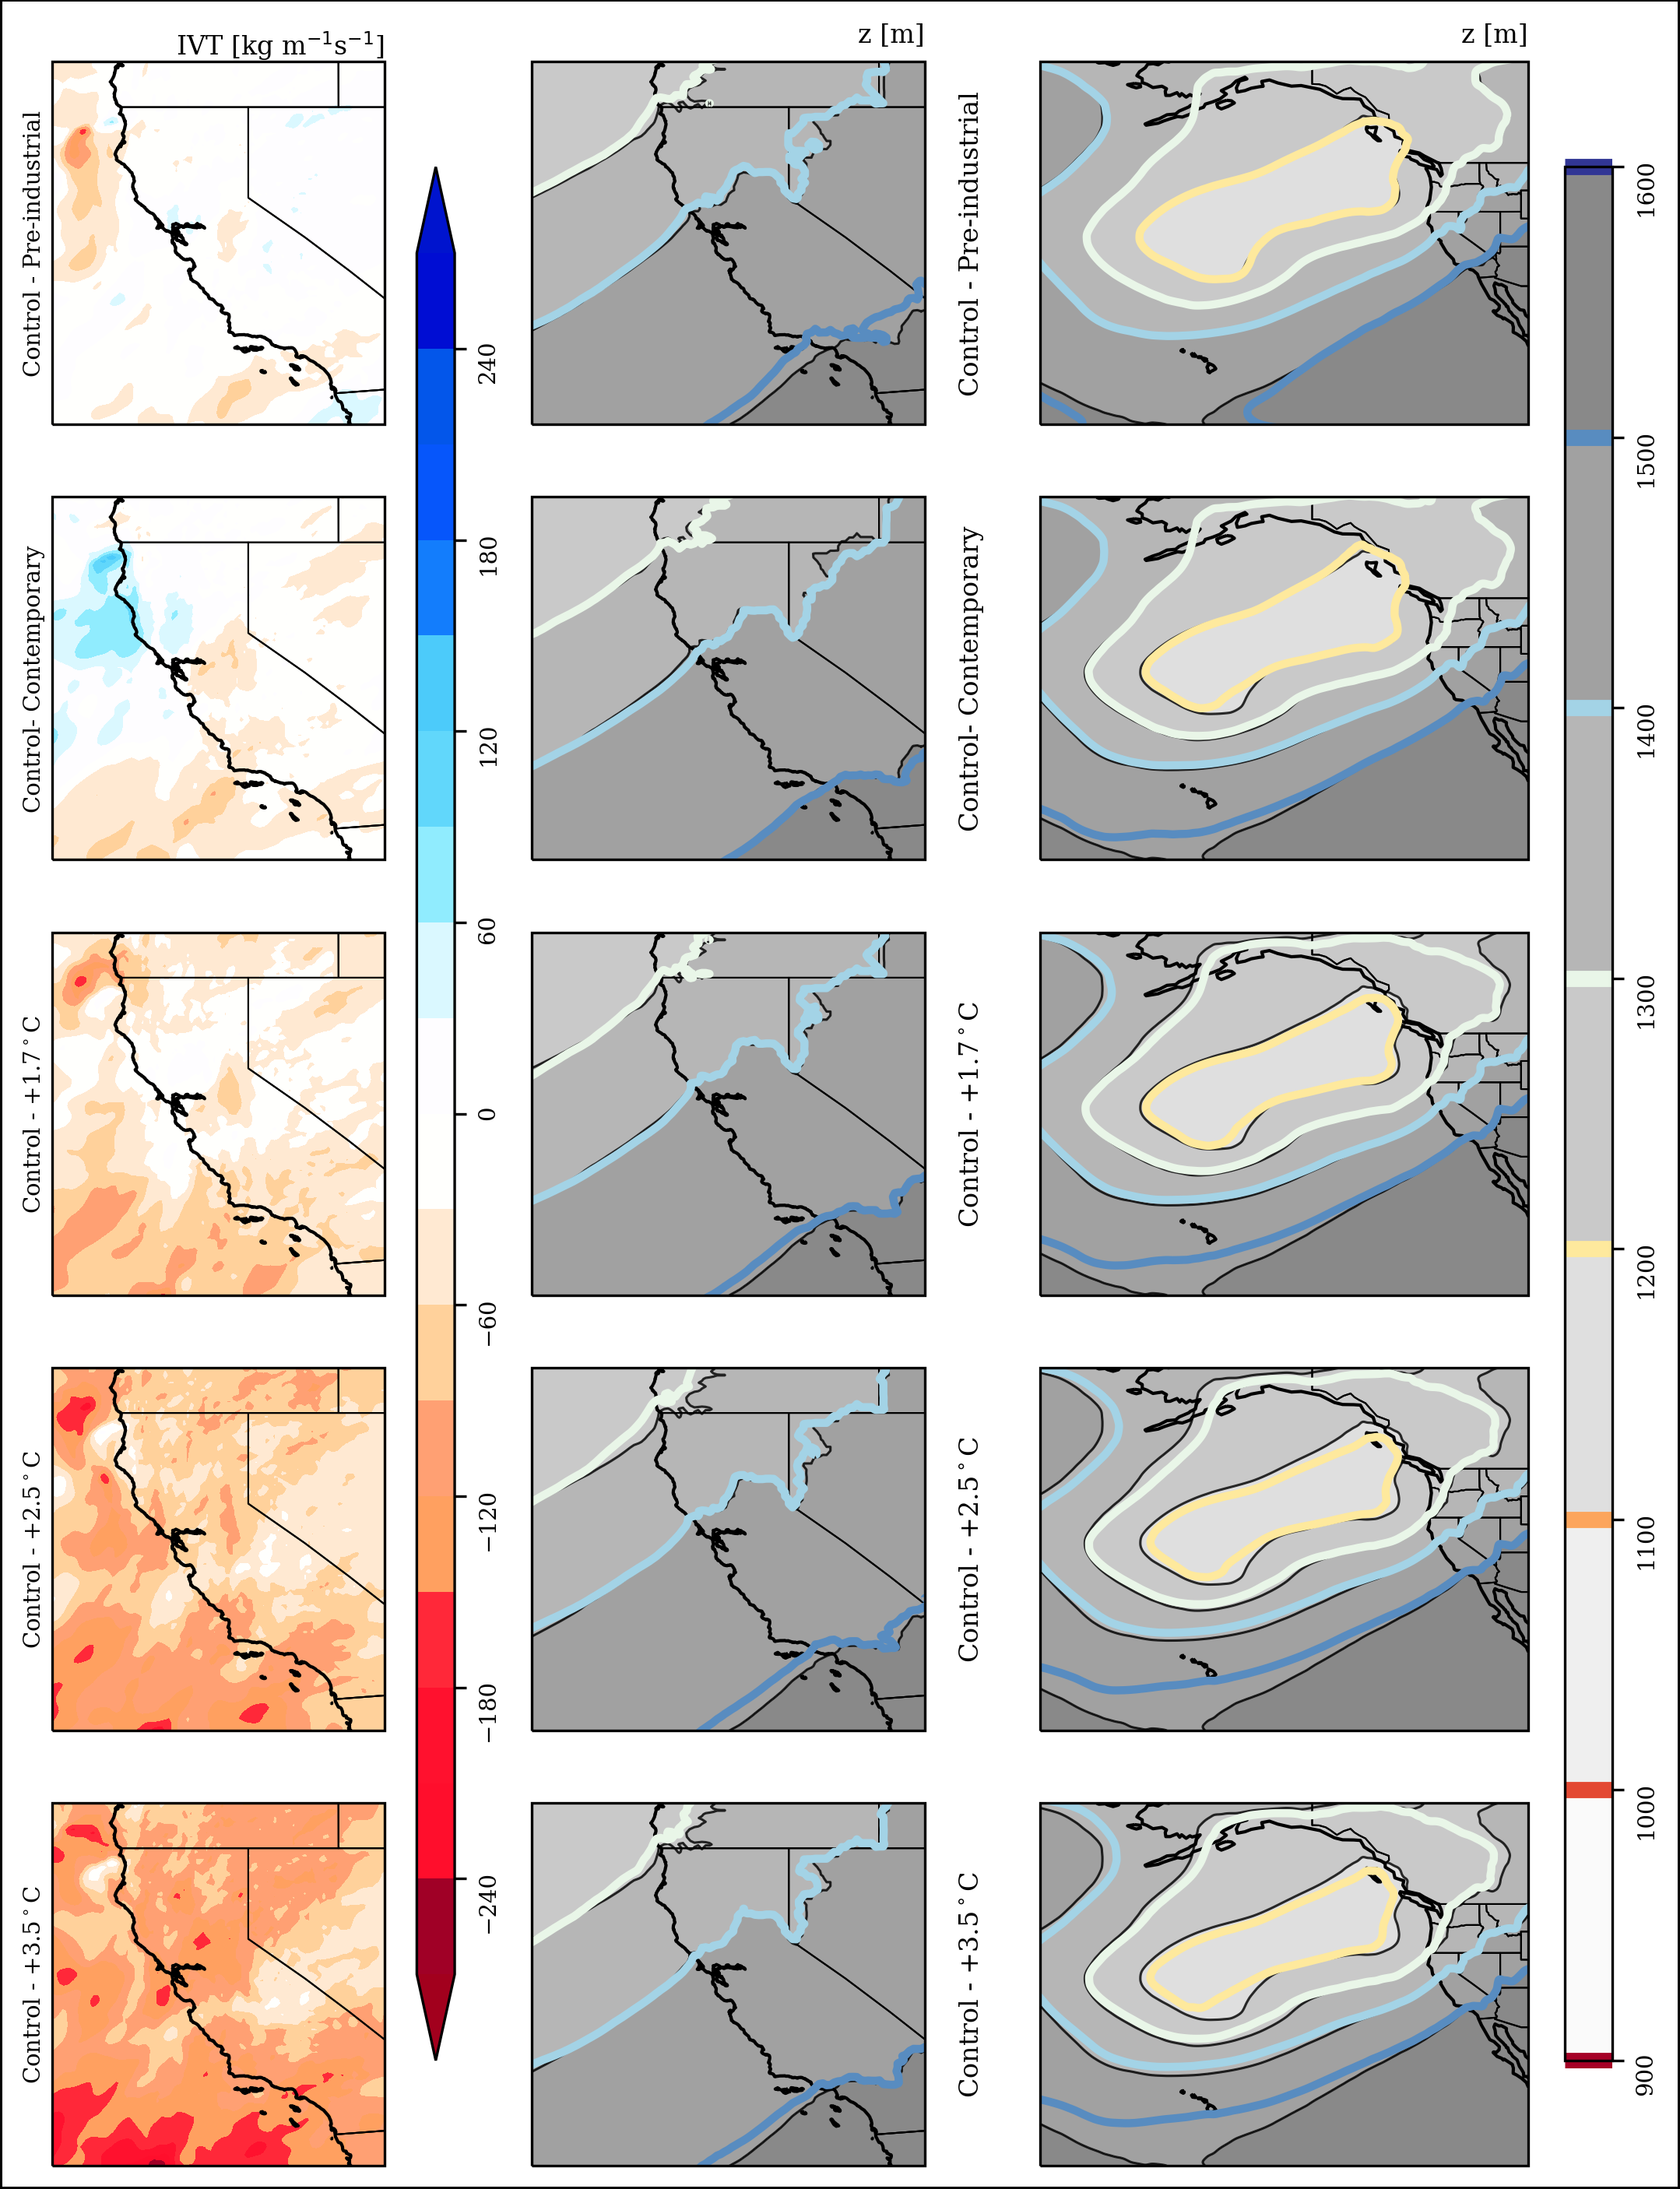 IVT [kg m⁻¹s⁻¹]
z [m]
z [m]
Control - Pre-industrial
Control- Contemporary
Control - +1.7°C
Control - +2.5°C
Control - +3.5°C
240
180
120
60
0
−60
−120
−180
−240
Control - Pre-industrial
Control- Contemporary
Control - +1.7°C
Control - +2.5°C
Control - +3.5°C
1600
1500
1400
1300
1200
1100
1000
900